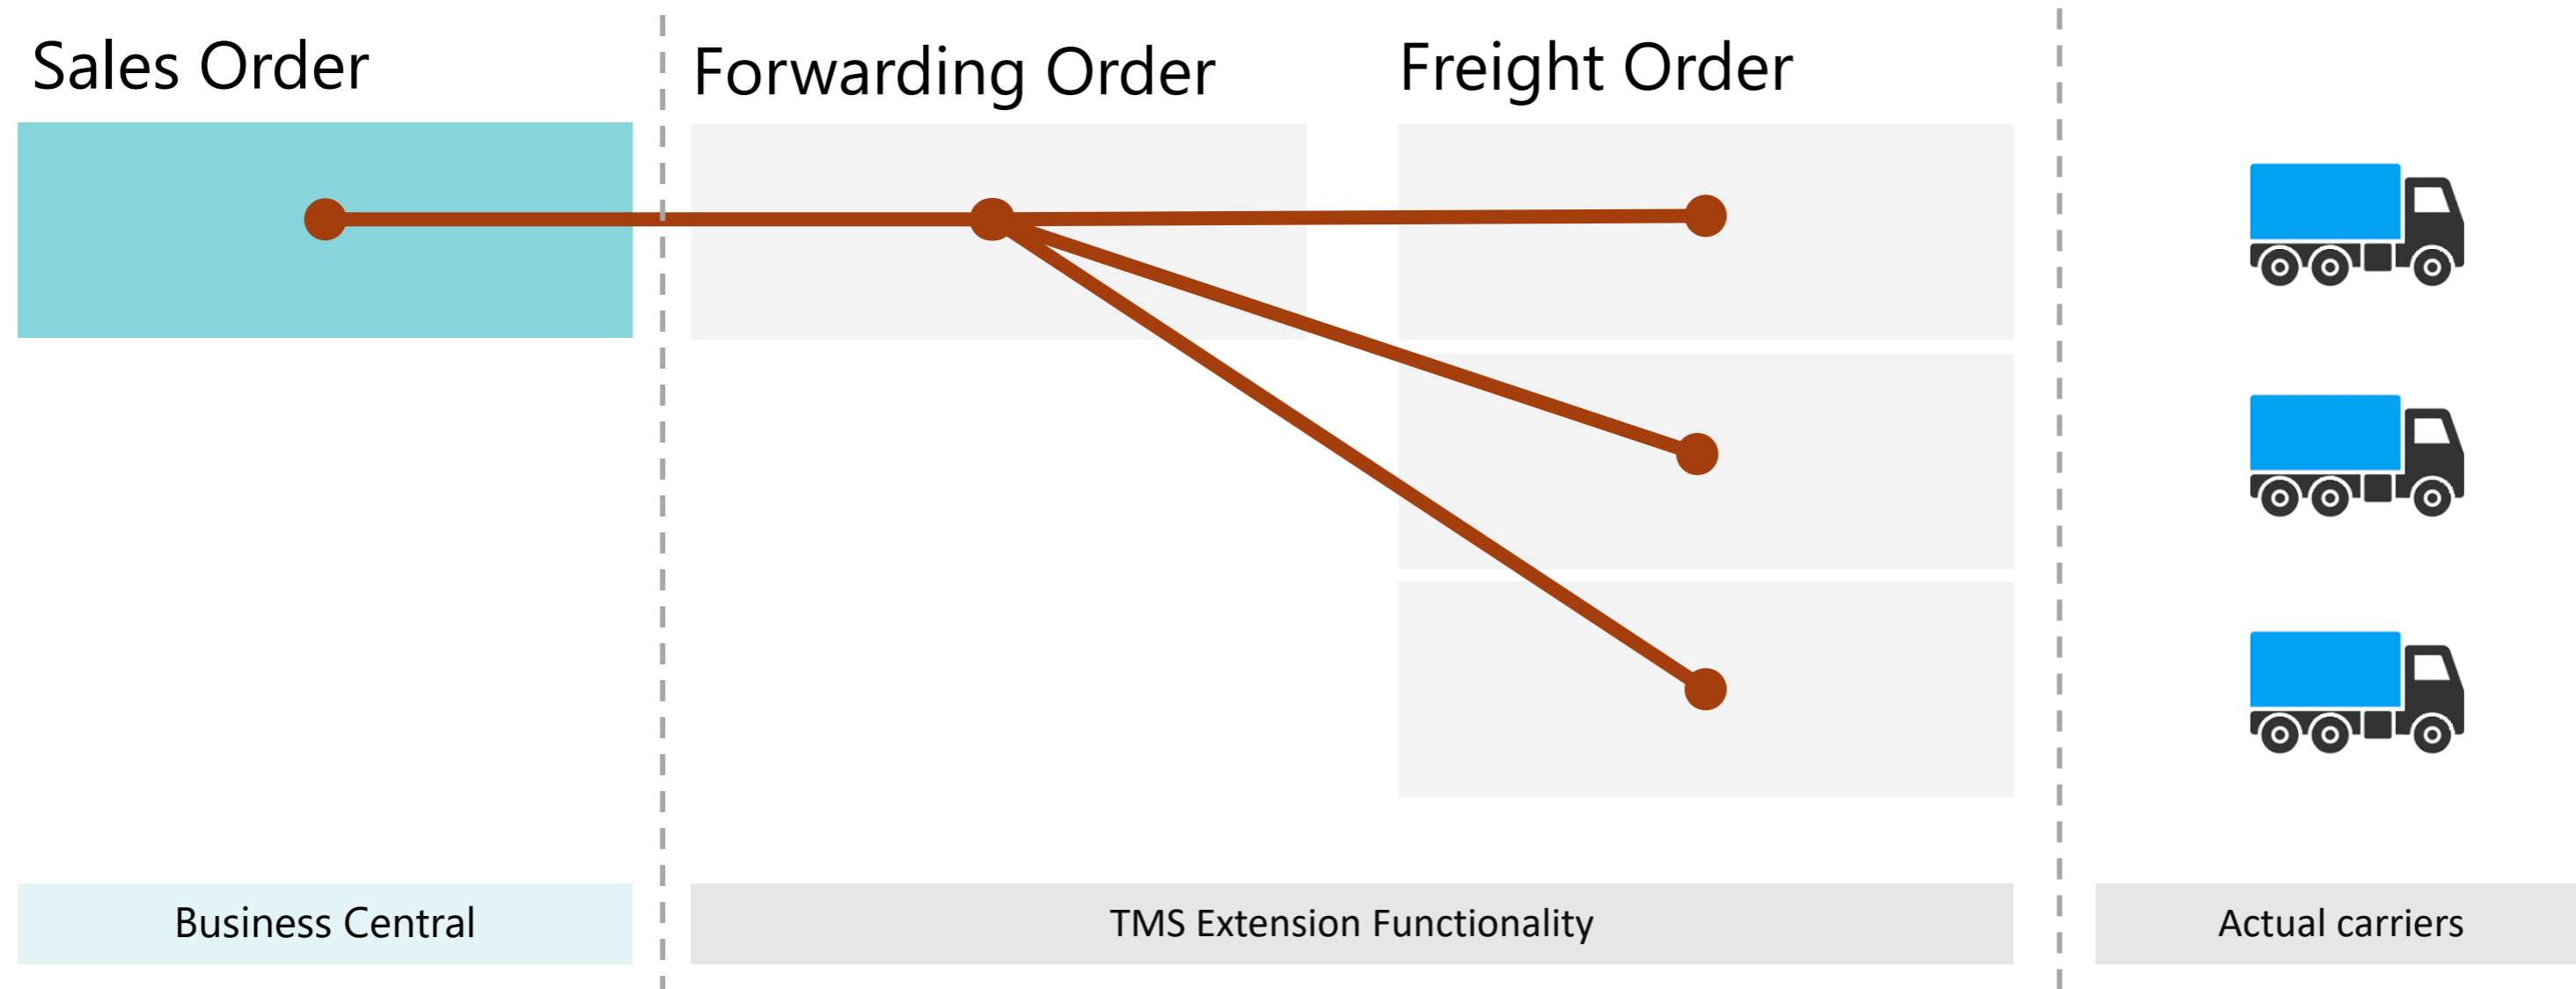 Sales Order
Forwarding Order
Freight Order
Business Central
TMS Extension Functionality
Actual carriers